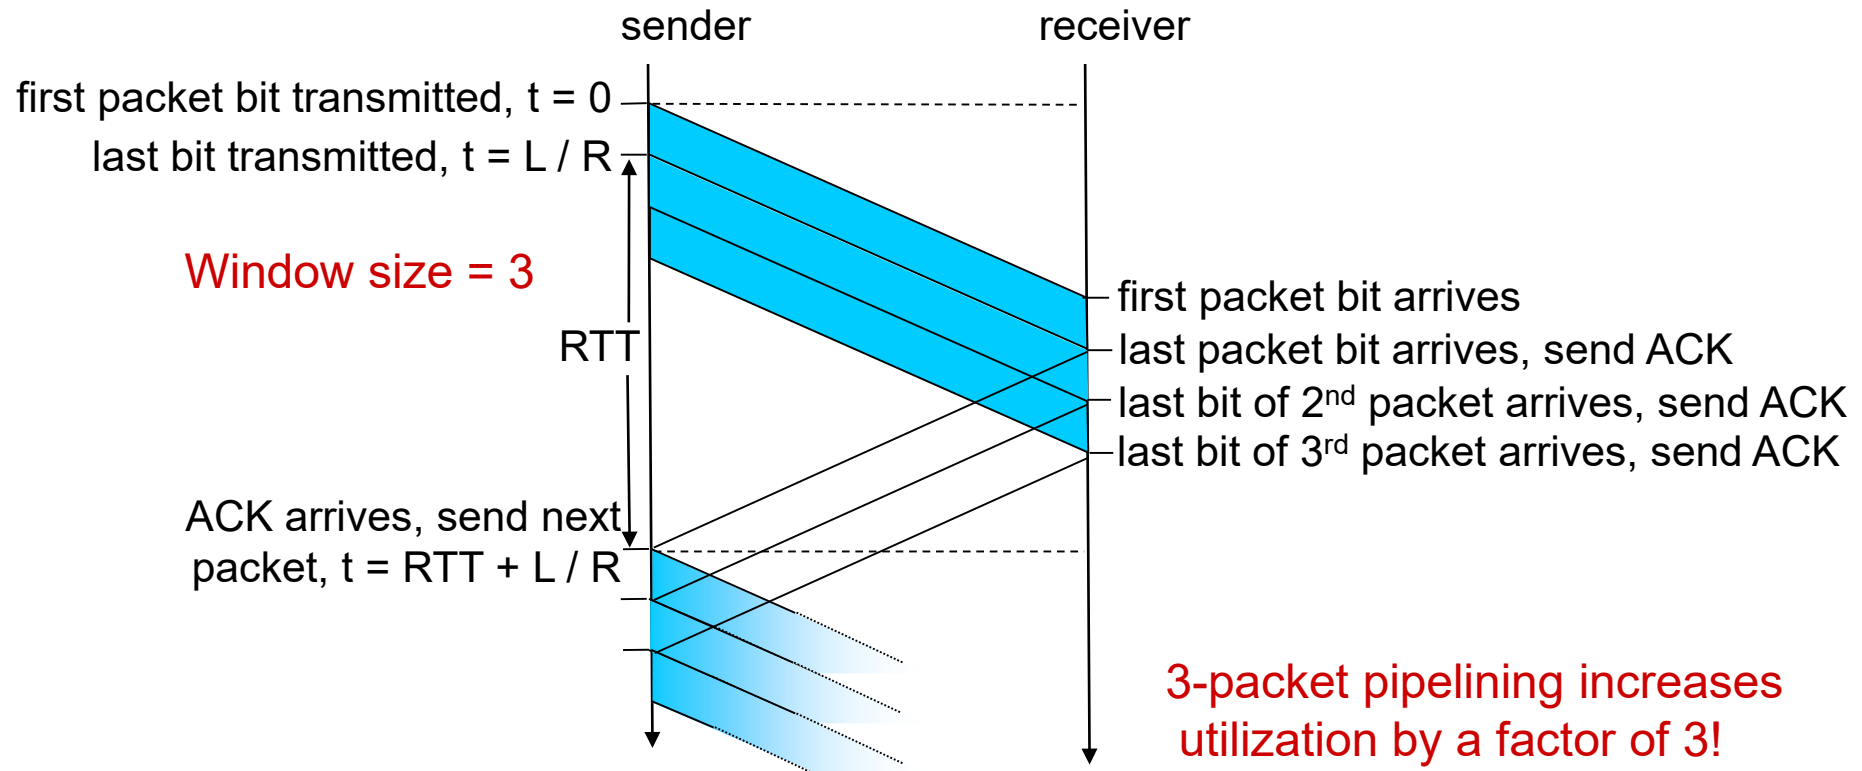 sender
receiver
first packet bit transmitted, t = 0
last bit transmitted, t = L / R
Window size = 3
RTT
first packet bit arrives
last packet bit arrives, send ACK
last bit of 2nd packet arrives, send ACK
last bit of 3rd packet arrives, send ACK
ACK arrives, send next
packet, t = RTT + L / R
3-packet pipelining increases
utilization by a factor of 3!